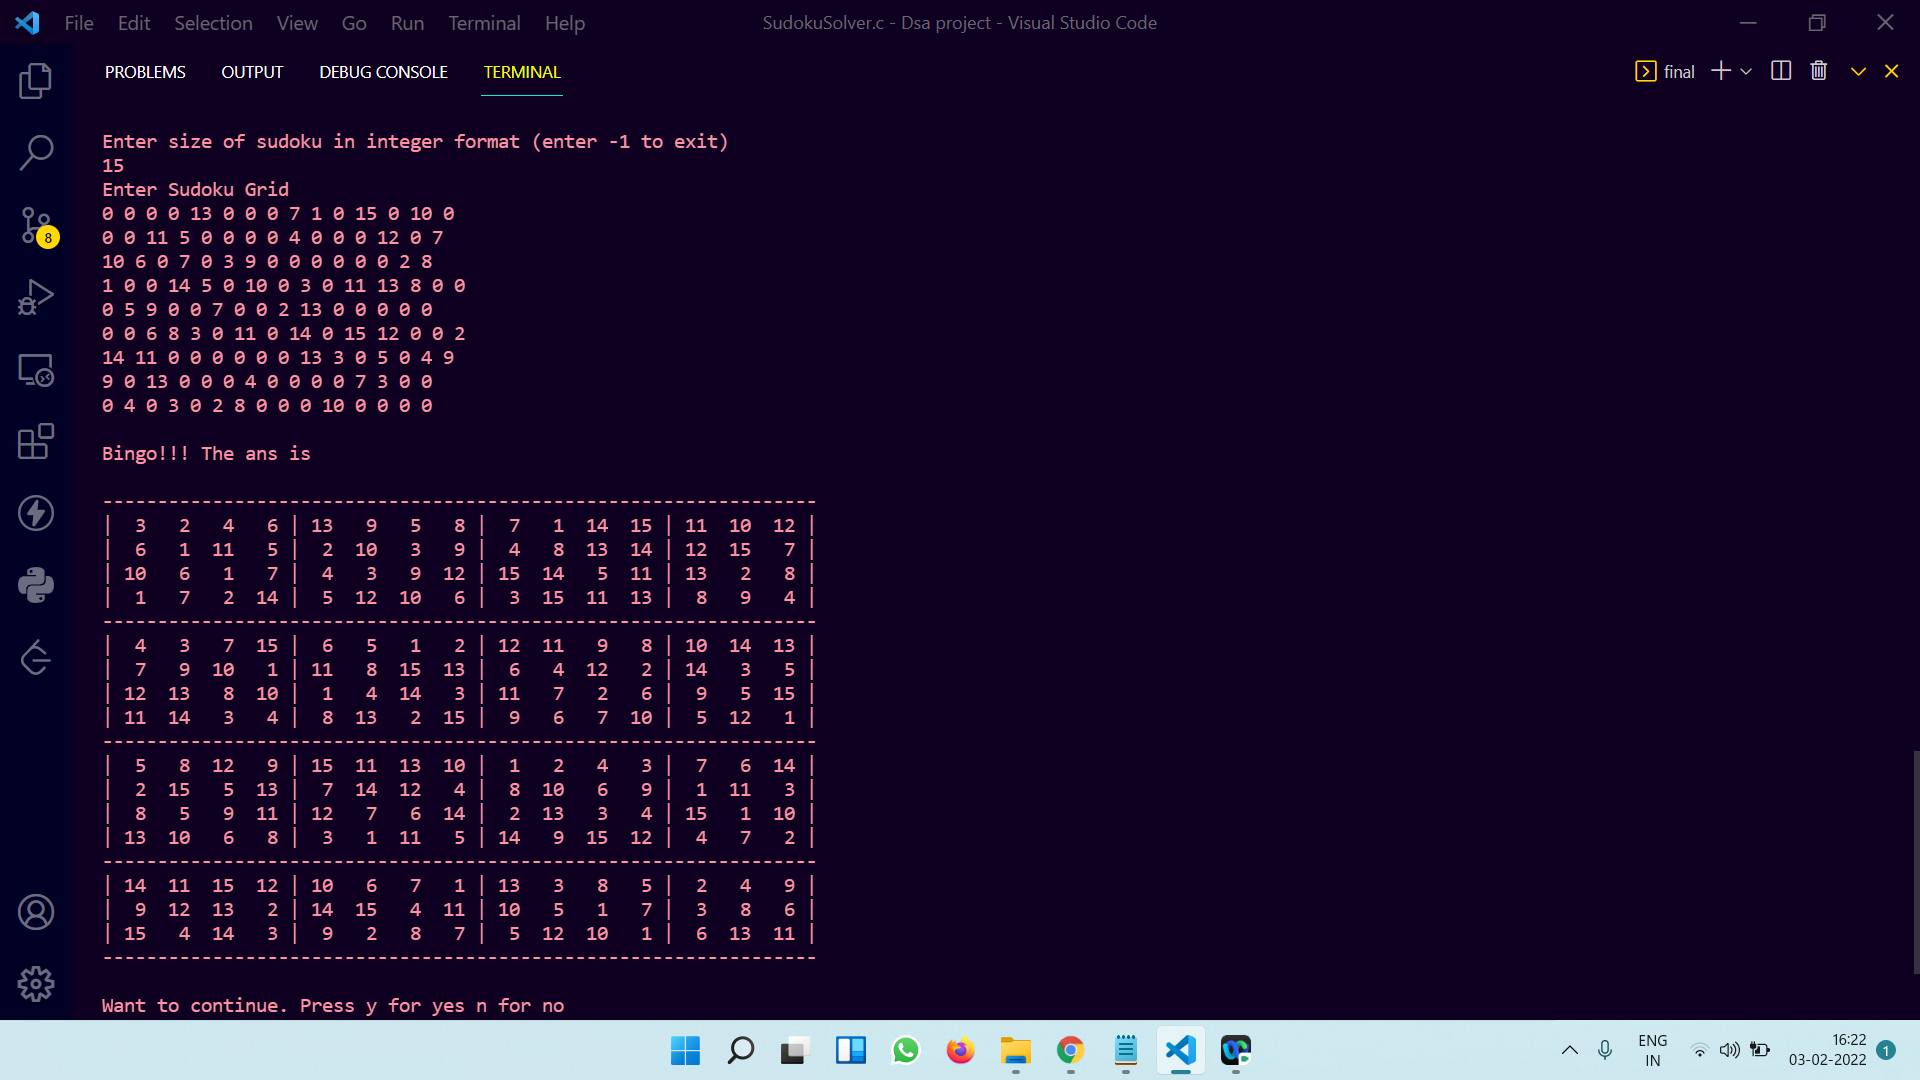 File Edit Selection View Go Run Terminal Help SudokuSolver.c - Dsa project - Visual Studio Code
PROBLEMS OUTPUT DEBUG CONSOLE TERMINAL final
8
Enter size of sudoku in integer format (enter -1 to exit)
15
Enter Sudoku Grid
0 0 0 0 13 0 0 0 7 1 0 15 0 10 0
0 0 11 5 0 0 0 0 4 0 0 0 12 0 7
10 6 0 7 0 3 9 0 0 0 0 0 0 2 8
1 0 0 14 5 0 10 0 3 0 11 13 8 0 0
0 5 9 0 0 7 0 0 2 13 0 0 0 0 0
0 0 6 8 3 0 11 0 14 0 15 12 0 0 2
14 11 0 0 0 0 0 0 13 3 0 5 0 4 9
9 0 13 0 0 0 4 0 0 0 0 7 3 0 0
0 4 0 3 0 2 8 0 0 0 10 0 0 0 0
Bingo!!! The ans is
-----------------------------------------------------------------
| 3 2 4 6 | 13 9 5 8 | 7 1 14 15 | 11 10 12 |
| 6 1 11 5 | 2 10 3 9 | 4 8 13 14 | 12 15 7 |
| 10 6 1 7 | 4 3 9 12 | 15 14 5 11 | 13 2 8 |
| 1 7 2 14 | 5 12 10 6 | 3 15 11 13 | 8 9 4 |
-----------------------------------------------------------------
| 4 3 7 15 | 6 5 1 2 | 12 11 9 8 | 10 14 13 |
| 7 9 10 1 | 11 8 15 13 | 6 4 12 2 | 14 3 5 |
| 12 13 8 10 | 1 4 14 3 | 11 7 2 6 | 9 5 15 |
| 11 14 3 4 | 8 13 2 15 | 9 6 7 10 | 5 12 1 |
-----------------------------------------------------------------
| 5 8 12 9 | 15 11 13 10 | 1 2 4 3 | 7 6 14 |
| 2 15 5 13 | 7 14 12 4 | 8 10 6 9 | 1 11 3 |
| 8 5 9 11 | 12 7 6 14 | 2 13 3 4 | 15 1 10 |
| 13 10 6 8 | 3 1 11 5 | 14 9 15 12 | 4 7 2 |
-----------------------------------------------------------------
| 14 11 15 12 | 10 6 7 1 | 13 3 8 5 | 2 4 9 |
| 9 12 13 2 | 14 15 4 11 | 10 5 1 7 | 3 8 6 |
| 15 4 14 3 | 9 2 8 7 | 5 12 10 1 | 6 13 11 |
-----------------------------------------------------------------
Want to continue. Press y for yes n for no
ENG 16:22
IN 03-02-2022 1